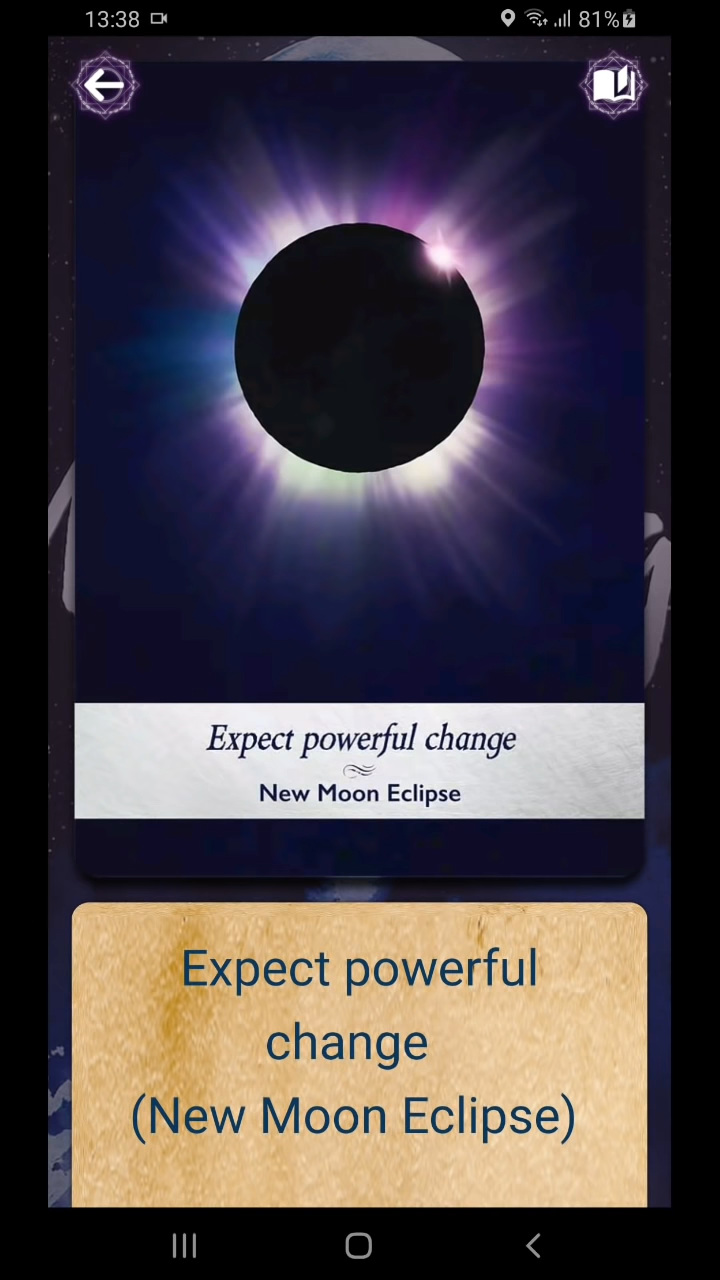 13:38
81%
Expect powerful change
New Moon Eclipse
Expect powerful
change
(New Moon Eclipse)